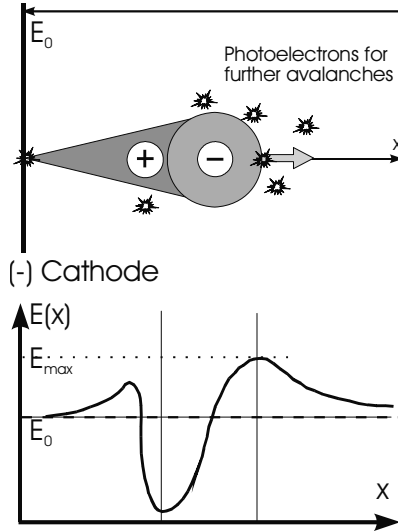 E₀
Photoelectrons for
further avalanches
+
−
x
(-) Cathode
E(x)
Eₘₐₓ
E₀
X